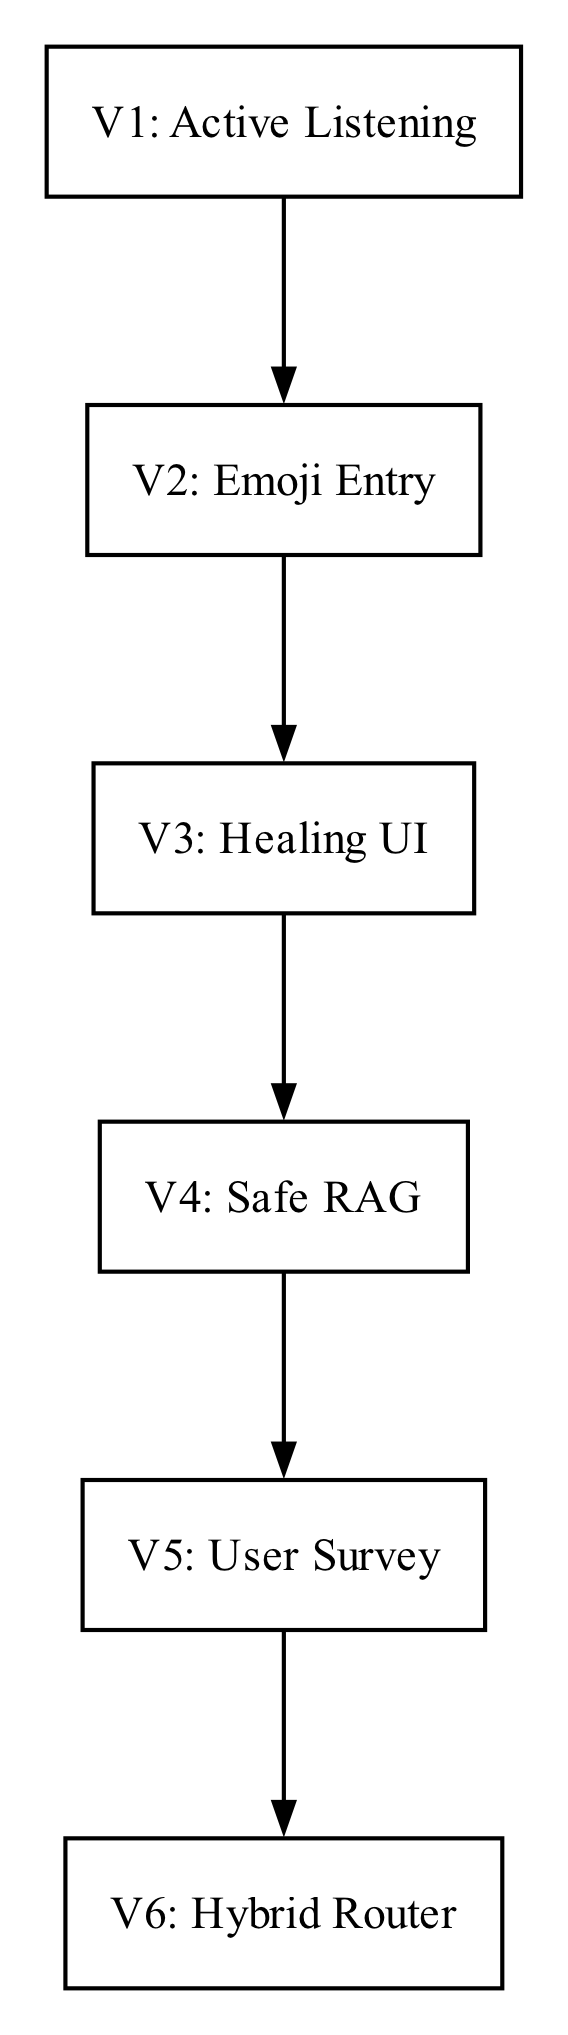 V1: Active Listening
V2: Emoji Entry
V3: Healing UI
V4: Safe RAG
V5: User Survey
V6: Hybrid Router